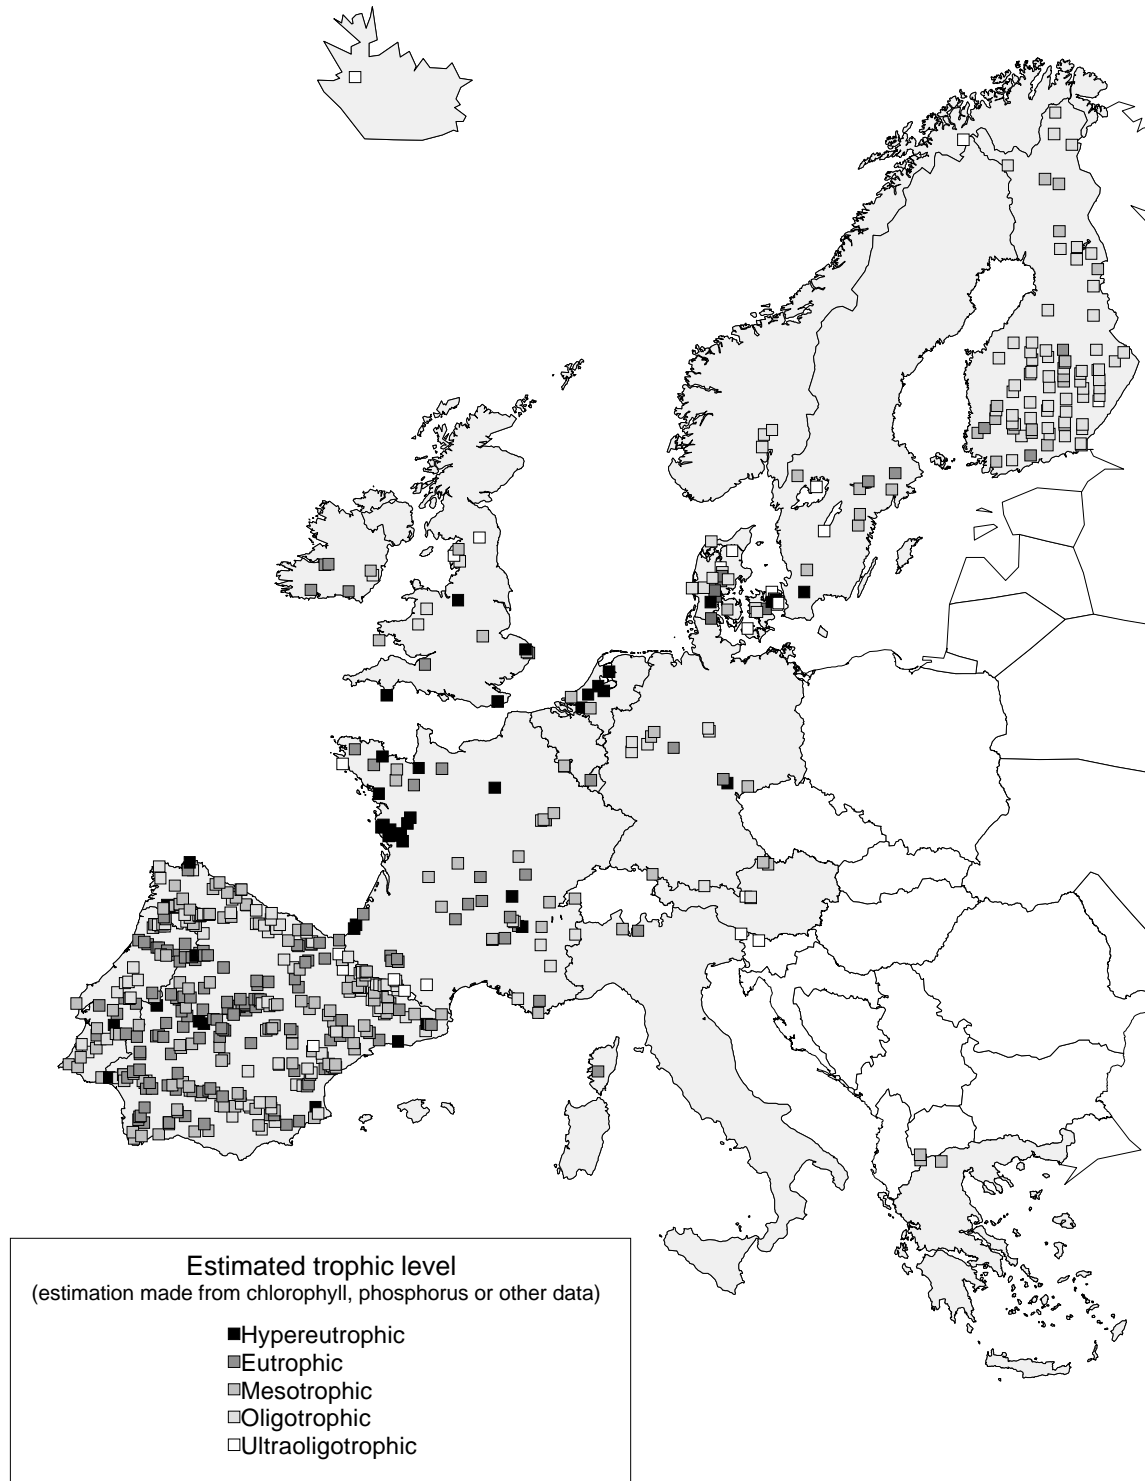 Estimated trophic level
(estimation made from chlorophyll, phosphorus or other data)
Hypereutrophic
Eutrophic
Mesotrophic
Oligotrophic
Ultraoligotrophic